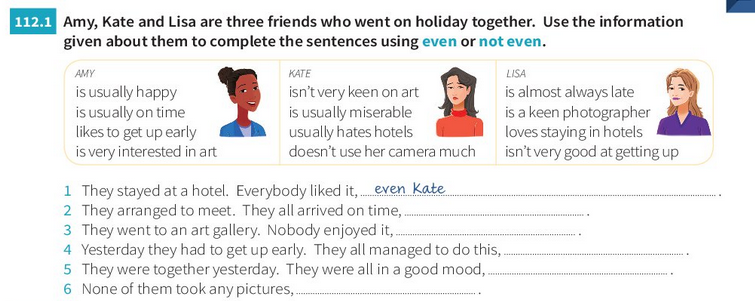 112.1 Amy, Kate and Lisa are three friends who went on holiday together. Use the information
given about them to complete the sentences using even or not even.
AMY
is usually happy
is usually on time
likes to get up early
is very interested in art
KATE
isn't very keen on art
is usually miserable
usually hates hotels
doesn't use her camera much
LISA
is almost always late
is a keen photographer
loves staying in hotels
isn't very good at getting up
1 They stayed at a hotel. Everybody liked it, even Kate .
2 They arranged to meet. They all arrived on time, .
3 They went to an art gallery. Nobody enjoyed it, .
4 Yesterday they had to get up early. They all managed to do this, .
5 They were together yesterday. They were all in a good mood, .
6 None of them took any pictures, .